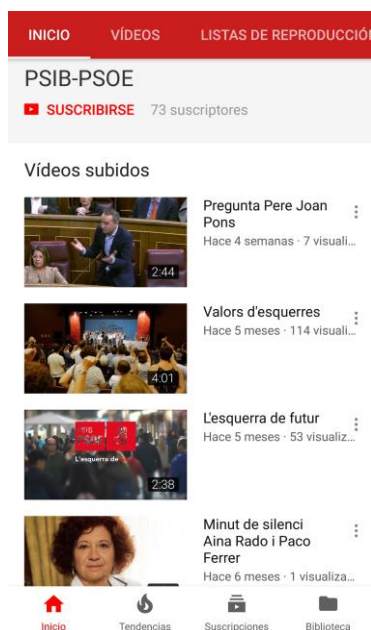 INICIO VÍDEOS LISTAS DE REPRODUCCIÓ
PSIB-PSOE
SUSCRIBIRSE 73 suscriptores
Vídeos subidos
Pregunta Pere Joan
Pons
Hace 4 semanas · 7 visuali...
2:44
Valors d'esquerres
Hace 5 meses · 114 visuali...
4:01
L'esquerra de futur
Hace 5 meses · 53 visualiz...
L'esquerra de
2:38
Minut de silenci
Aina Rado i Paco
Ferrer
Hace 6 meses · 1 visualiza...
Inicio Tendencias Suscripciones Biblioteca